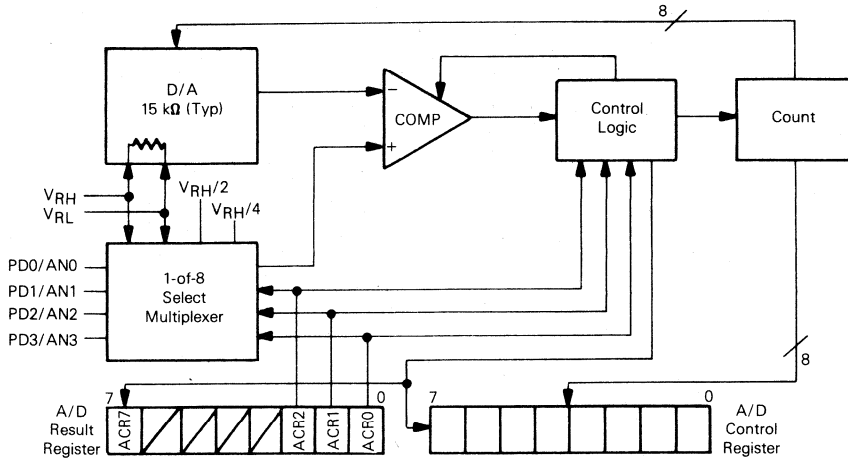 8
D/A
15 kΩ (Typ)
−
COMP
+
Control
Logic
Count
VRH
VRL
VRH/2
VRH/4
PD0/AN0
PD1/AN1
PD2/AN2
PD3/AN3
1-of-8
Select
Multiplexer
8
7
0
7
0
A/D
Result
Register
ACR7
ACR2
ACR1
ACR0
A/D
Control
Register